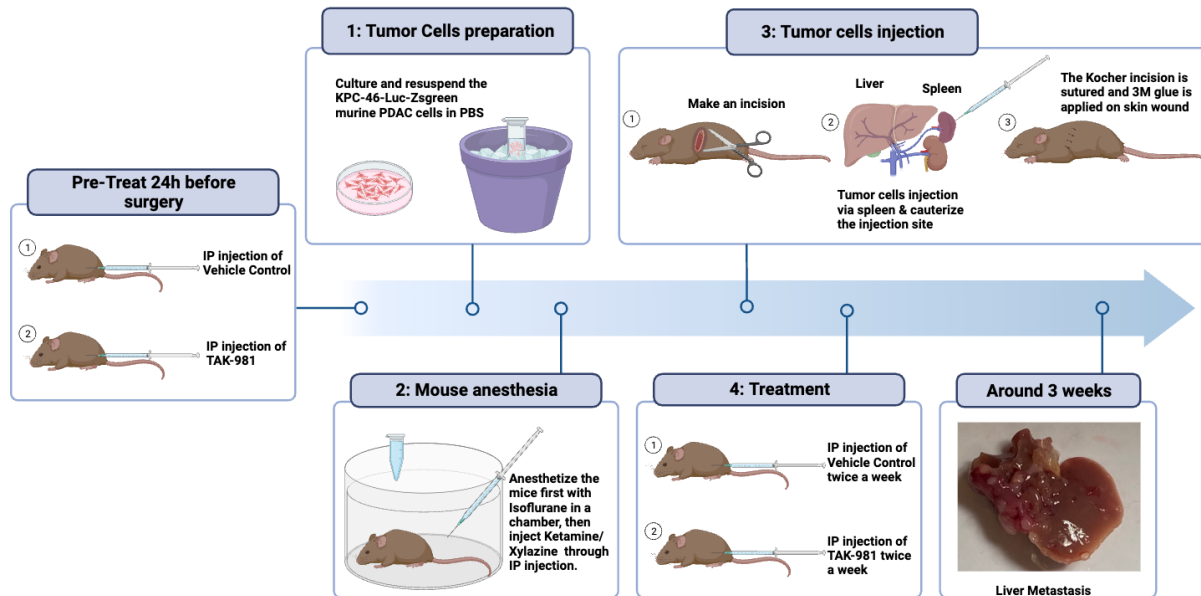 Pre-Treat 24h before
surgery
1
IP injection of
Vehicle Control
2
IP injection of
TAK-981
1: Tumor Cells preparation
Culture and resuspend the
KPC-46-Luc-Zsgreen
murine PDAC cells in PBS
2: Mouse anesthesia
Anesthetize the
mice first with
Isoflurane in a
chamber, then
inject Ketamine/
Xylazine through
IP injection.
3: Tumor cells injection
1
Make an incision
2
Liver
Spleen
Tumor cells injection
via spleen & cauterize
the injection site
3
The Kocher incision is
sutured and 3M glue is
applied on skin wound
4: Treatment
1
IP injection of
Vehicle Control
twice a week
2
IP injection of
TAK-981 twice
a week
Around 3 weeks
Liver Metastasis